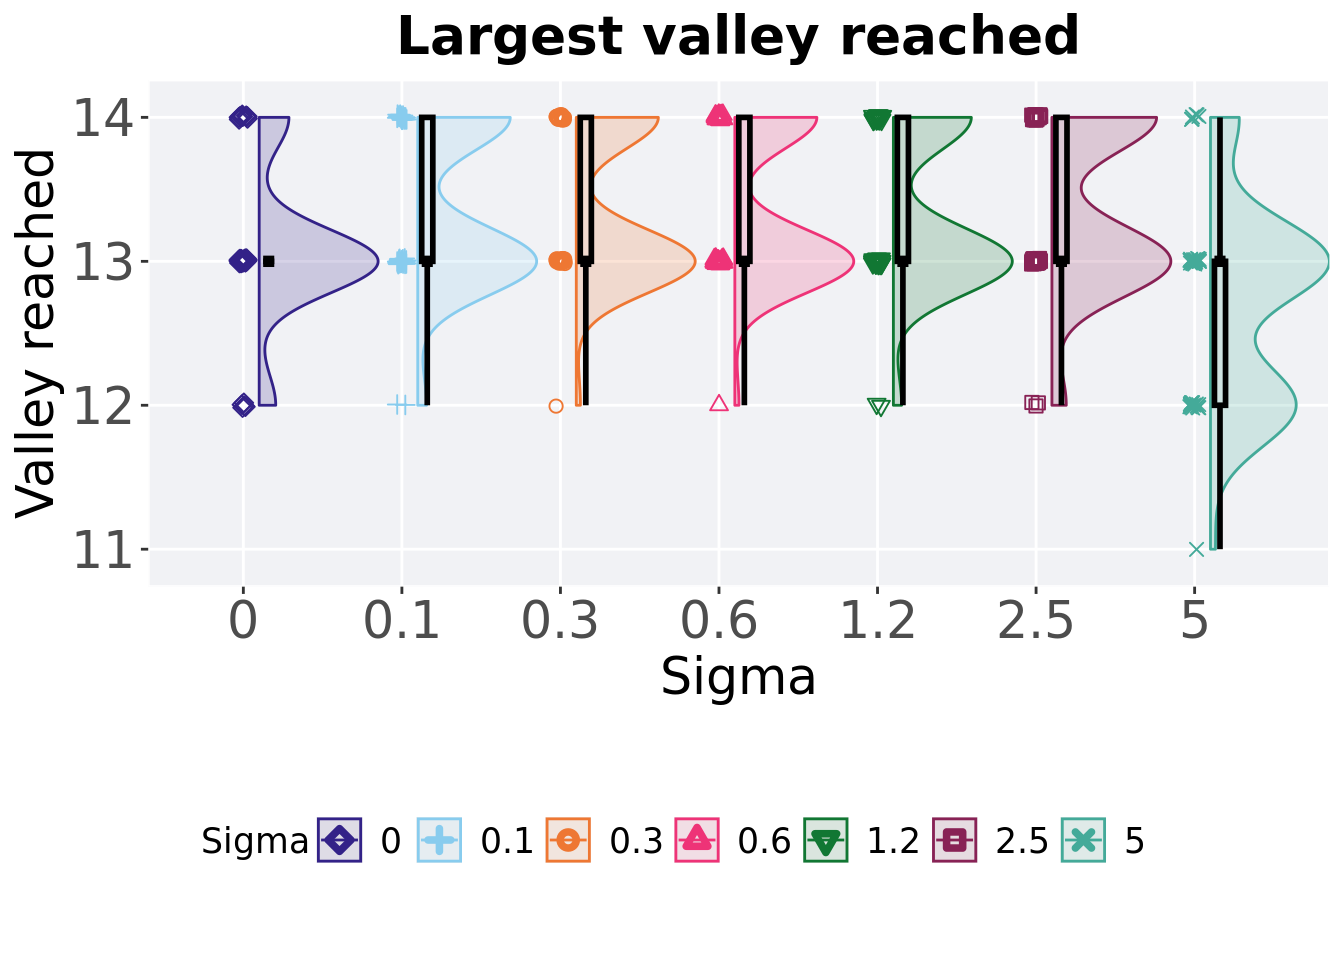 Largest valley reached
Valley reached
14
13
12
11
0 0.1 0.3 0.6 1.2 2.5 5
Sigma
Sigma 0 0.1 0.3 0.6 1.2 2.5 5